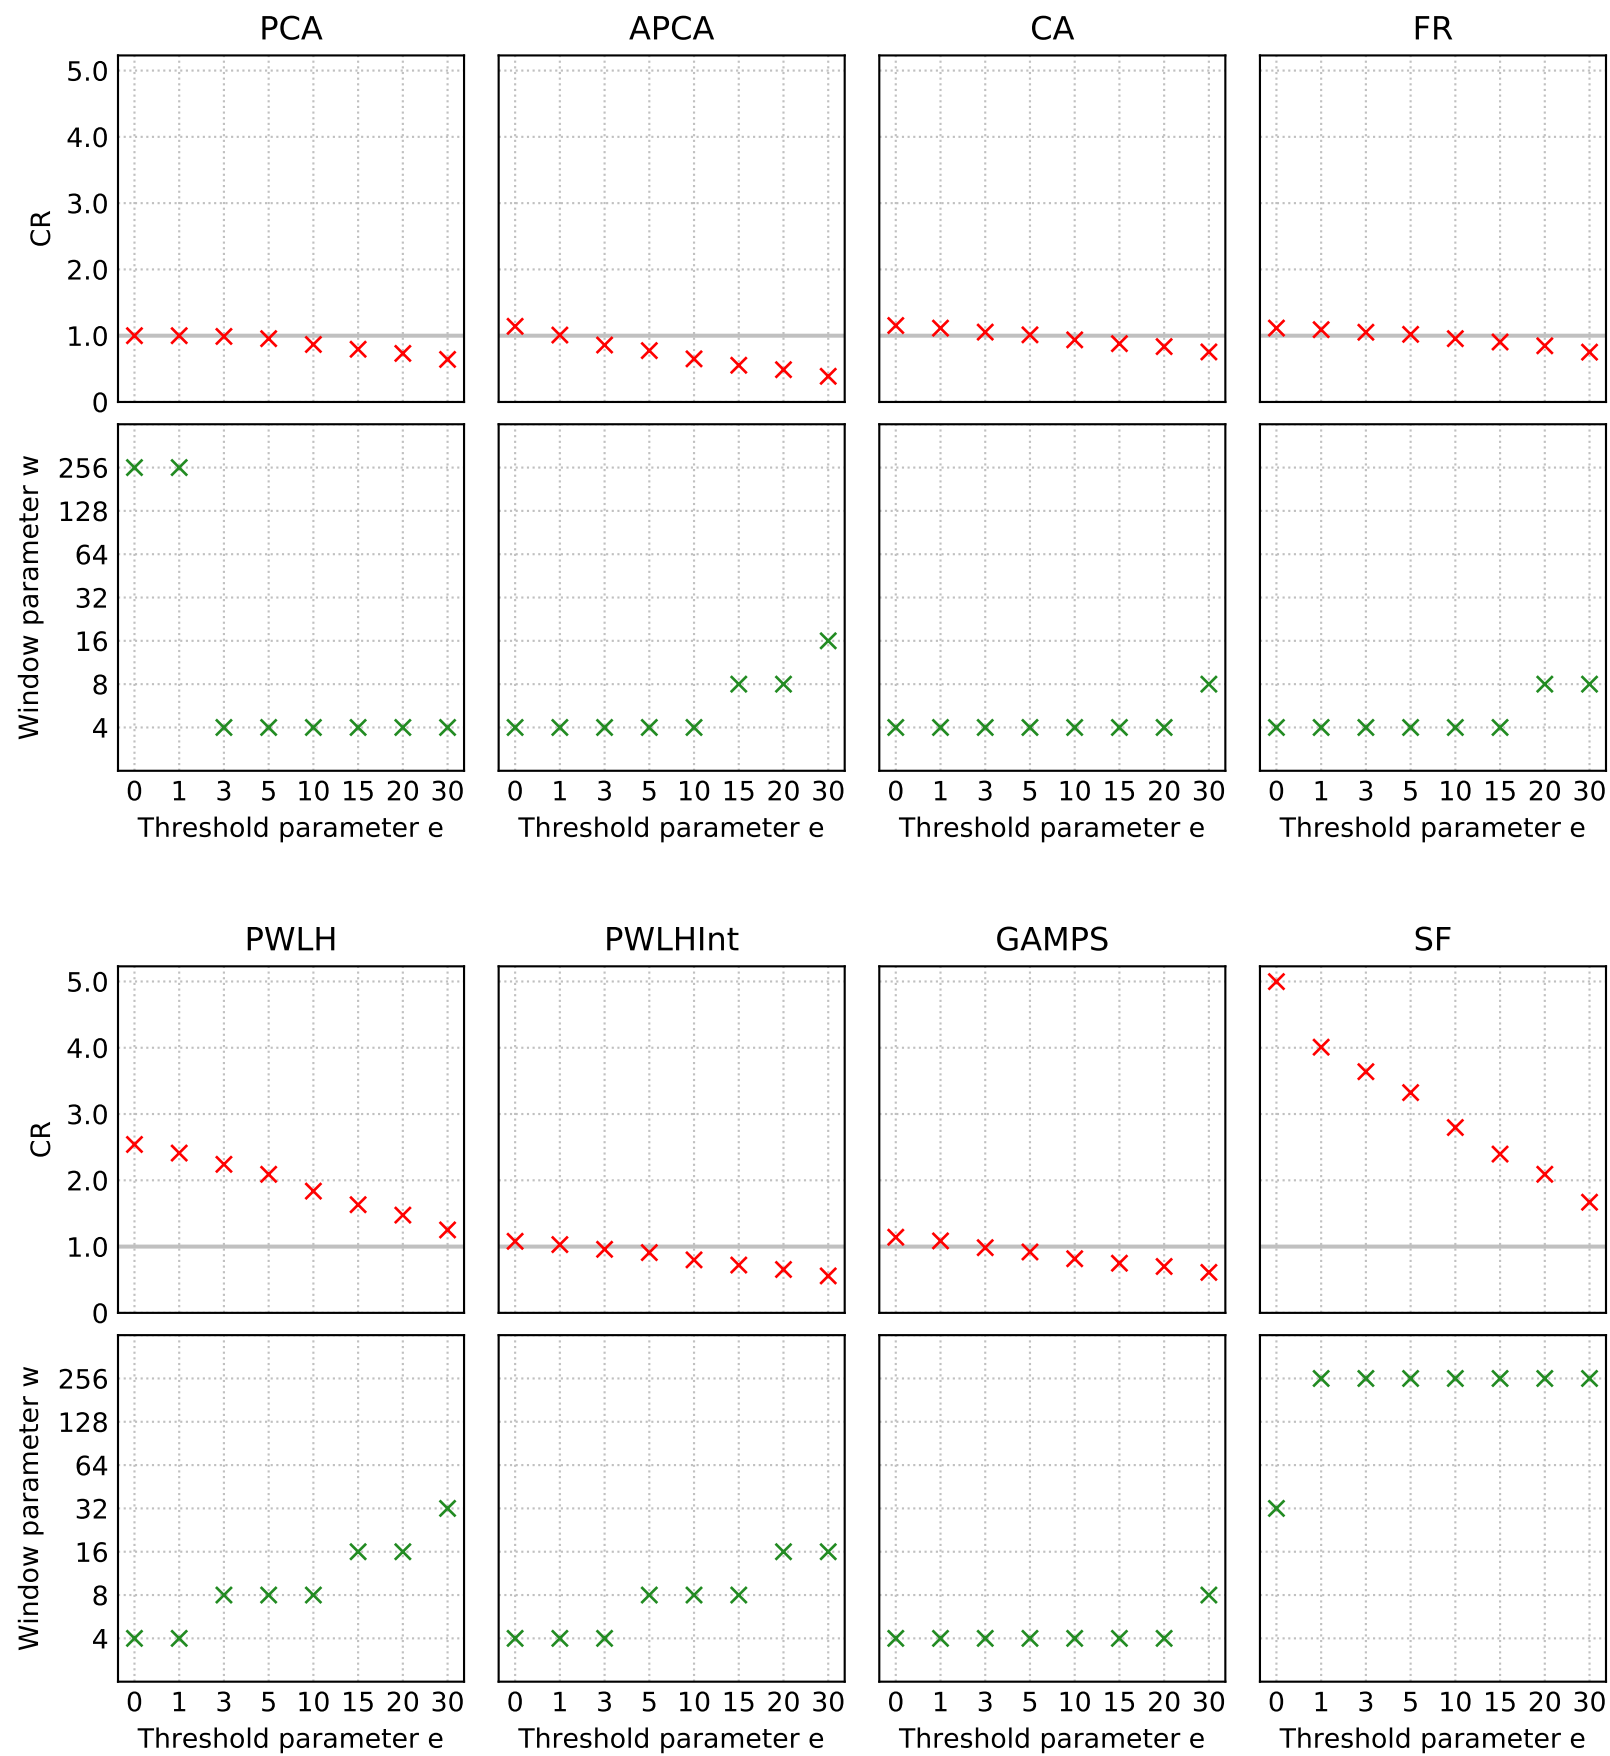 PCA APCA CA FR
5.0
4.0
3.0
2.0
1.0
0
CR
256
128
64
32
16
8
4
Window parameter w
0 1 3 5 10 15 20 30 0 1 3 5 10 15 20 30 0 1 3 5 10 15 20 30 0 1 3 5 10 15 20 30
Threshold parameter e Threshold parameter e Threshold parameter e Threshold parameter e
PWLH PWLHInt GAMPS SF
5.0
4.0
3.0
2.0
1.0
0
CR
256
128
64
32
16
8
4
Window parameter w
0 1 3 5 10 15 20 30 0 1 3 5 10 15 20 30 0 1 3 5 10 15 20 30 0 1 3 5 10 15 20 30
Threshold parameter e Threshold parameter e Threshold parameter e Threshold parameter e